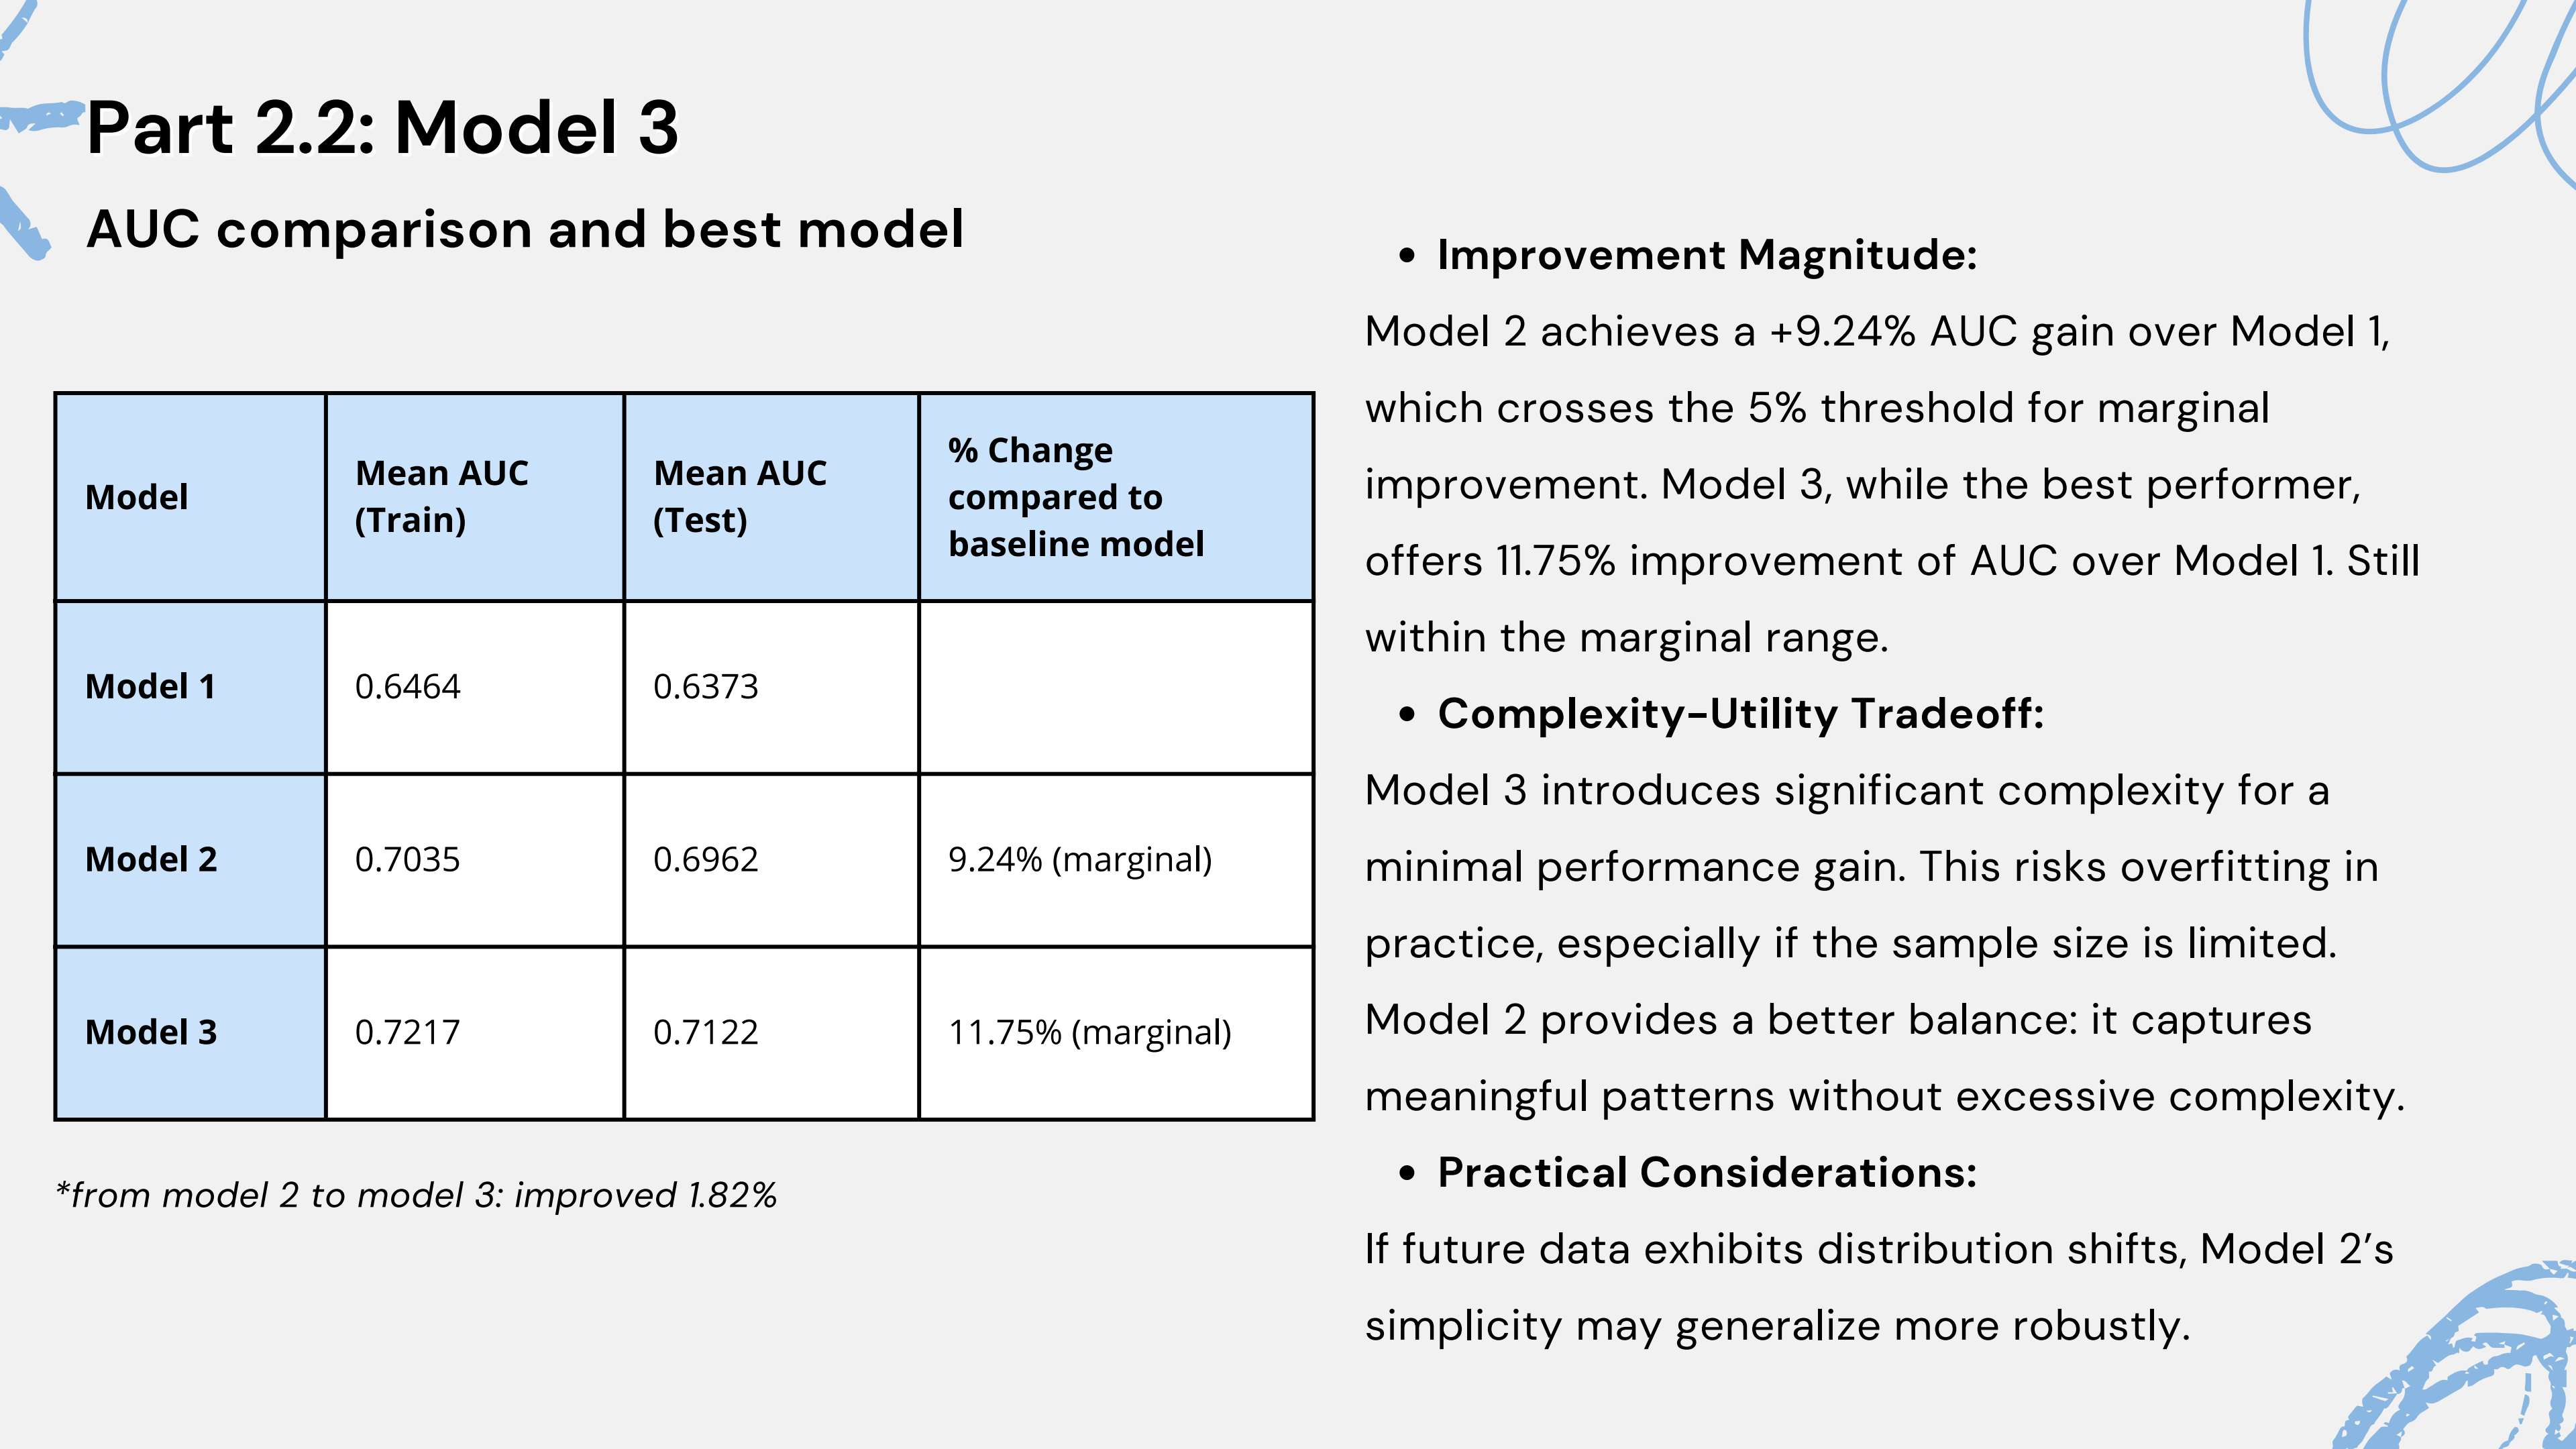 Part 2.2: Model 3
AUC comparison and best model
Model
Mean AUC
(Train)
Mean AUC
(Test)
% Change
compared to
baseline model
Model 1
0.6464
0.6373
Model 2
0.7035
0.6962
9.24% (marginal)
Model 3
0.7217
0.7122
11.75% (marginal)
*from model 2 to model 3: improved 1.82%
• Improvement Magnitude:
Model 2 achieves a +9.24% AUC gain over Model 1,
which crosses the 5% threshold for marginal
improvement. Model 3, while the best performer,
offers 11.75% improvement of AUC over Model 1. Still
within the marginal range.
• Complexity-Utility Tradeoff:
Model 3 introduces significant complexity for a
minimal performance gain. This risks overfitting in
practice, especially if the sample size is limited.
Model 2 provides a better balance: it captures
meaningful patterns without excessive complexity.
• Practical Considerations:
If future data exhibits distribution shifts, Model 2’s
simplicity may generalize more robustly.